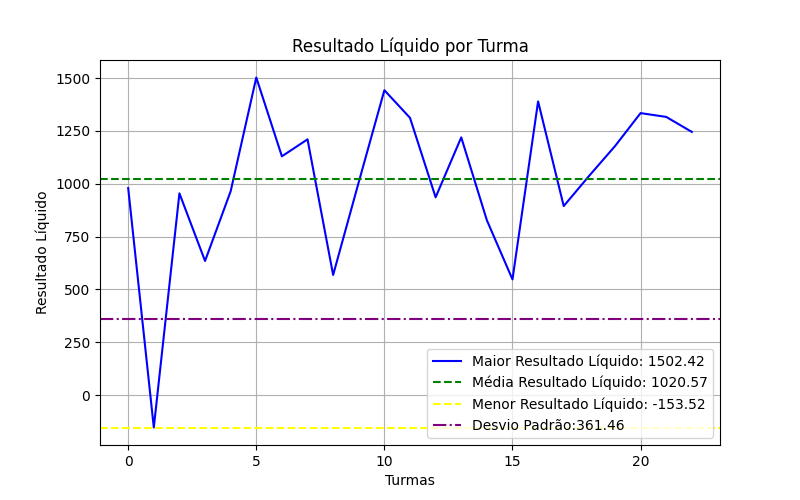 Resultado Líquido por Turma
Resultado Líquido
1500
1250
1000
750
500
250
0
Maior Resultado Líquido: 1502.42
Média Resultado Líquido: 1020.57
Menor Resultado Líquido: -153.52
Desvio Padrão:361.46
0 5 10 15 20
Turmas